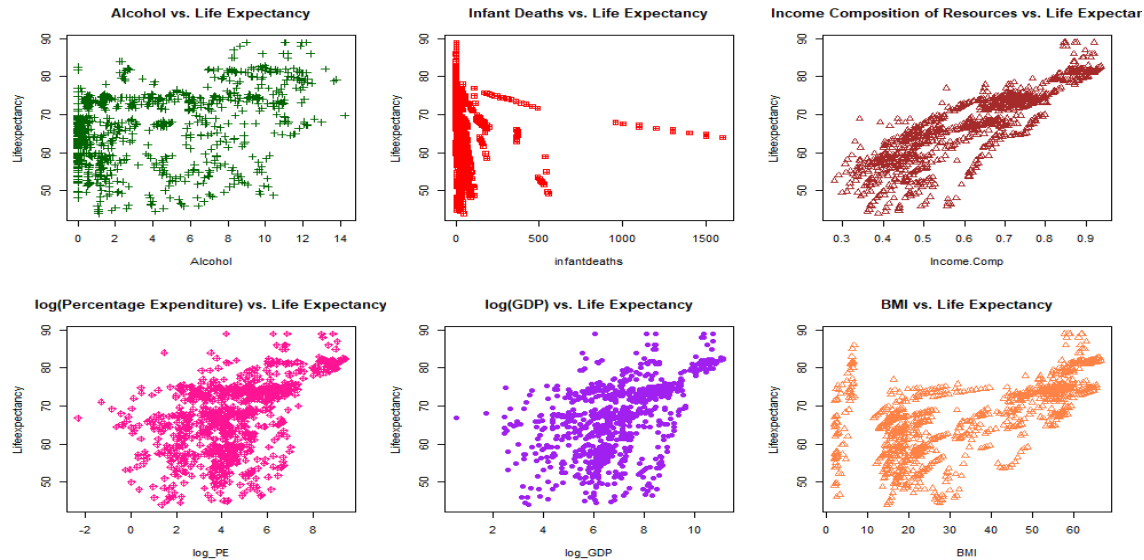 Alcohol vs. Life Expectancy
Lifeexpectancy
90
80
70
60
50
0 2 4 6 8 10 12 14
Alcohol
Infant Deaths vs. Life Expectancy
Lifeexpectancy
90
80
70
60
50
0 500 1000 1500
infantdeaths
Income Composition of Resources vs. Life Expectan
Lifeexpectancy
90
80
70
60
50
0.3 0.4 0.5 0.6 0.7 0.8 0.9
Income.Comp
log(Percentage Expenditure) vs. Life Expectancy
Lifeexpectancy
90
80
70
60
50
-2 0 2 4 6 8
log_PE
log(GDP) vs. Life Expectancy
Lifeexpectancy
90
80
70
60
50
2 4 6 8 10
log_GDP
BMI vs. Life Expectancy
Lifeexpectancy
90
80
70
60
50
0 10 20 30 40 50 60
BMI